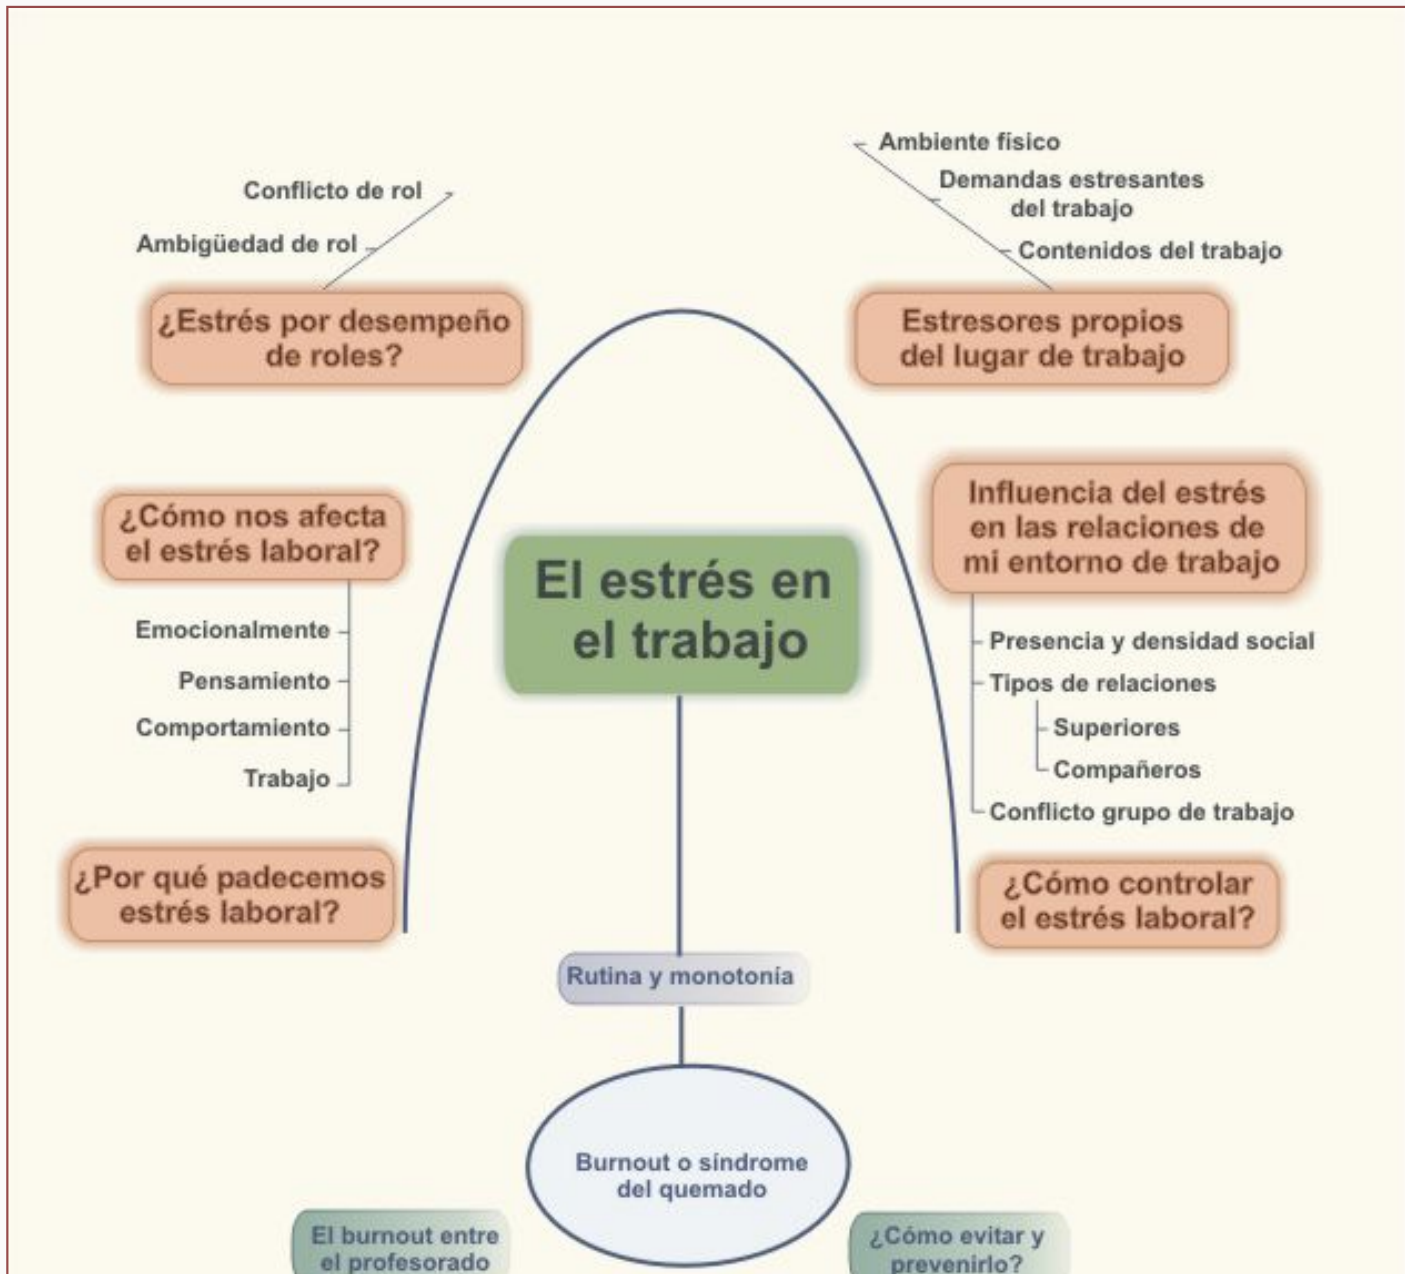 Conflicto de rol
Ambigüedad de rol
¿Estrés por desempeño
de roles?
Ambiente físico
Demandas estresantes
del trabajo
Contenidos del trabajo
Estresores propios
del lugar de trabajo
¿Cómo nos afecta
el estrés laboral?
Emocionalmente
Pensamiento
Comportamiento
Trabajo
El estrés en
el trabajo
Influencia del estrés
en las relaciones de
mi entorno de trabajo
Presencia y densidad social
Tipos de relaciones
Superiores
Compañeros
Conflicto grupo de trabajo
¿Por qué padecemos
estrés laboral?
¿Cómo controlar
el estrés laboral?
Rutina y monotonía
Burnout o síndrome
del quemado
El burnout entre
el profesorado
¿Cómo evitar y
prevenirlo?